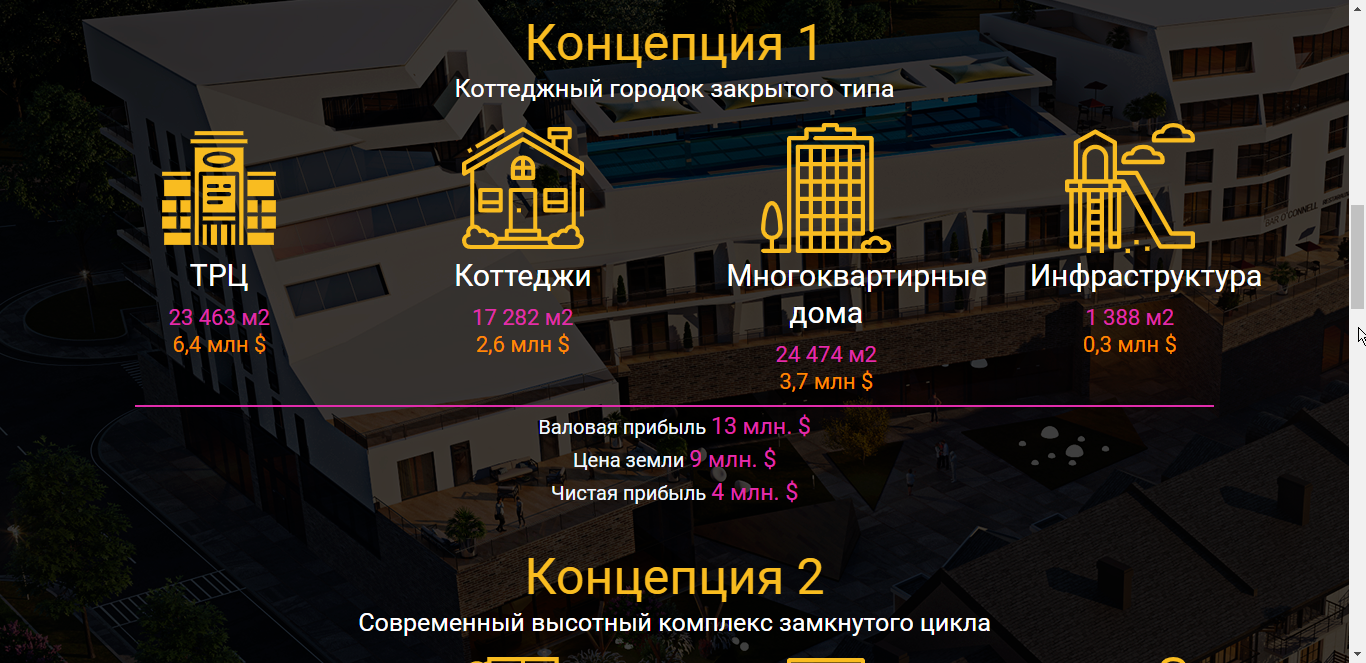 Концепция 1
Коттеджный городок закрытого типа
ТРЦ
23 463 м2
6,4 млн $
Коттеджи
17 282 м2
2,6 млн $
Многоквартирные
дома
24 474 м2
3,7 млн $
Инфраструктура
1 388 м2
0,3 млн $
Валовая прибыль 13 млн. $
Цена земли 9 млн. $
Чистая прибыль 4 млн. $
Концепция 2
Современный высотный комплекс замкнутого цикла
BAR O'CONNELL